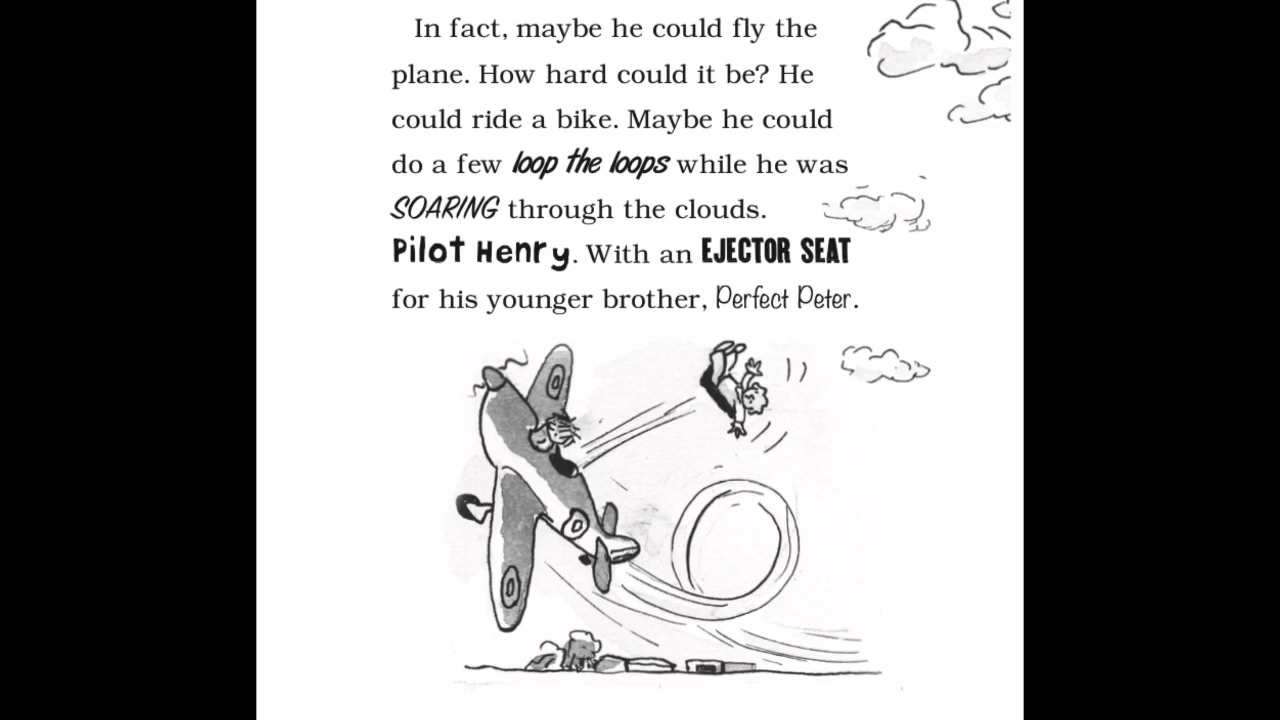 In fact, maybe he could fly the
plane. How hard could it be? He
could ride a bike. Maybe he could
do a few loop the loops while he was
SOARING through the clouds.
Pilot Henry. With an EJECTOR SEAT
for his younger brother, Perfect Peter.